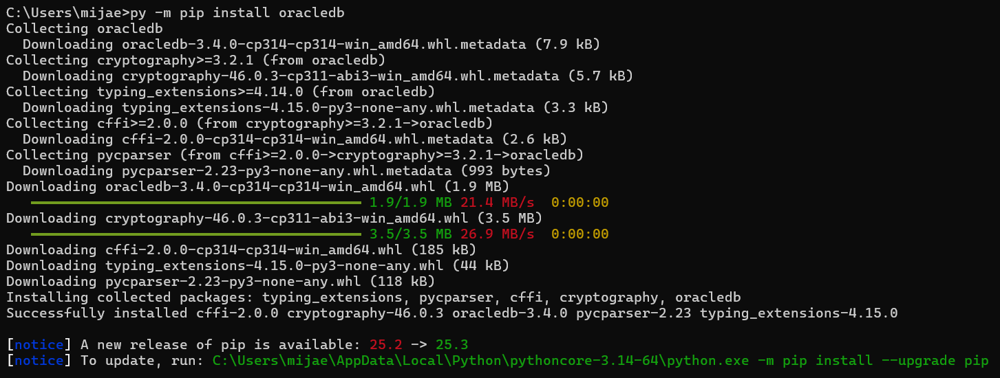 C:\Users\mijae>py -m pip install oracledb
Collecting oracledb
  Downloading oracledb-3.4.0-cp314-cp314-win_amd64.whl.metadata (7.9 kB)
Collecting cryptography>=3.2.1 (from oracledb)
  Downloading cryptography-46.0.3-cp311-abi3-win_amd64.whl.metadata (5.7 kB)
Collecting typing_extensions>=4.14.0 (from oracledb)
  Downloading typing_extensions-4.15.0-py3-none-any.whl.metadata (3.3 kB)
Collecting cffi>=2.0.0 (from cryptography>=3.2.1->oracledb)
  Downloading cffi-2.0.0-cp314-cp314-win_amd64.whl.metadata (2.6 kB)
Collecting pycparser (from cffi>=2.0.0->cryptography>=3.2.1->oracledb)
  Downloading pycparser-2.23-py3-none-any.whl.metadata (993 bytes)
Downloading oracledb-3.4.0-cp314-cp314-win_amd64.whl (1.9 MB)
1.9/1.9 MB 21.4 MB/s  0:00:00
Downloading cryptography-46.0.3-cp311-abi3-win_amd64.whl (3.5 MB)
3.5/3.5 MB 26.9 MB/s  0:00:00
Downloading cffi-2.0.0-cp314-cp314-win_amd64.whl (185 kB)
Downloading typing_extensions-4.15.0-py3-none-any.whl (44 kB)
Downloading pycparser-2.23-py3-none-any.whl (118 kB)
Installing collected packages: typing_extensions, pycparser, cffi, cryptography, oracledb
Successfully installed cffi-2.0.0 cryptography-46.0.3 oracledb-3.4.0 pycparser-2.23 typing_extensions-4.15.0

[notice] A new release of pip is available: 25.2 -> 25.3
[notice] To update, run: C:\Users\mijae\AppData\Local\Python\pythoncore-3.14-64\python.exe -m pip install --upgrade pip